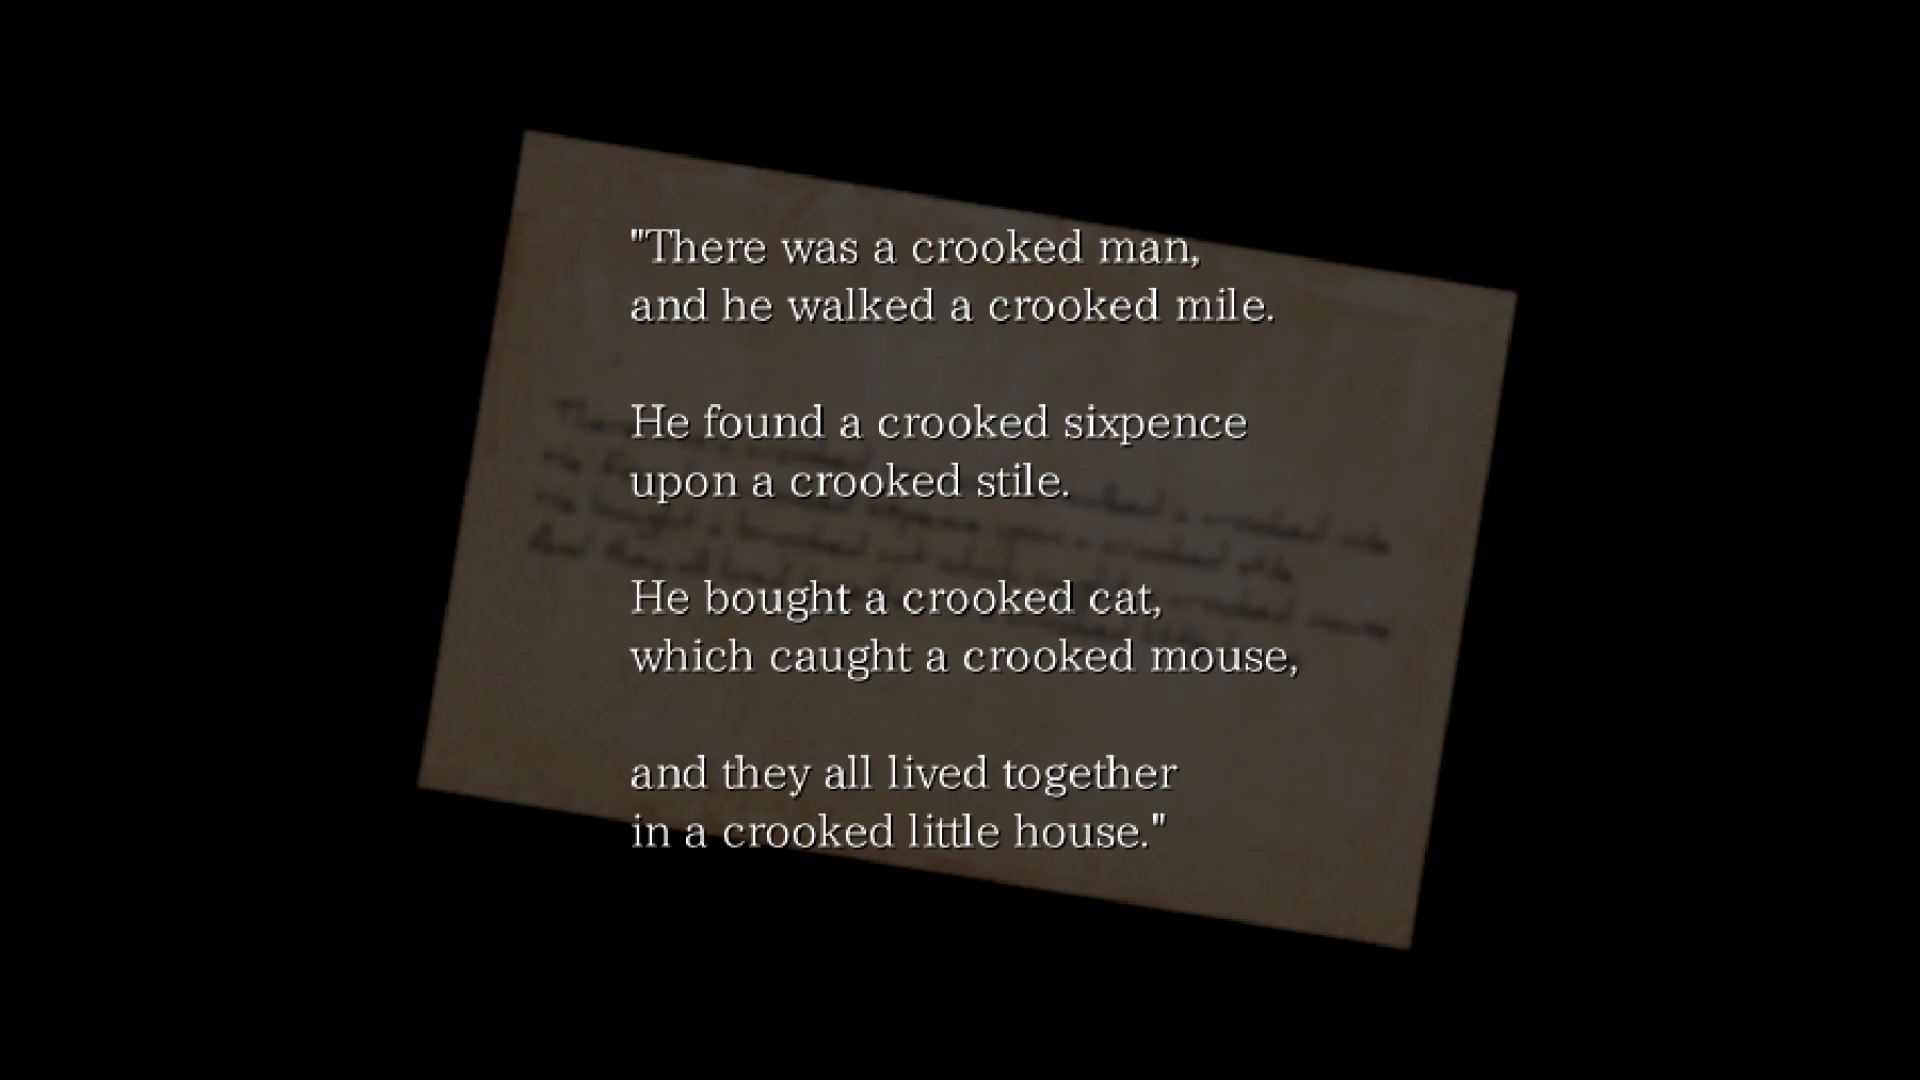 "There was a crooked man,
and he walked a crooked mile.
He found a crooked sixpence
upon a crooked stile.
He bought a crooked cat,
which caught a crooked mouse,
and they all lived together
in a crooked little house."